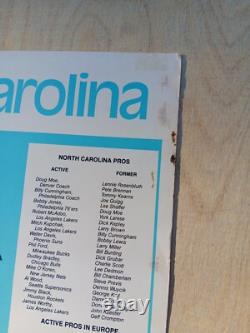 arolina
NORTH CAROLINA PROS
ACTIVE
Doug Moe,
Denver Coach
Billy Cunningham,
Philadelphia 76'ers
Bobby Jones,
Philadelphia 76'ers
Robert McAdoo,
Los Angeles Lakers
Mitch Kupchak,
Los Angeles Lakers
Walter Davis,
Phoenix Suns
Phil Ford,
Milwaukee Bucks
Dudley Bradley,
Chicago Bulls
Mike O'Koren,
New Jersey Nets
Al Wood,
Seattle Supersonics
Jimmy Black,
Houston Rockets
James Worthy,
Los Angeles Lakers
FORMER
Lennie Rosenbluth
Pete Brennan
Tommy Kearns
Joe Quigg
Lee Shaffer
Doug Moe
York Larese
Dick Kepley
Larry Brown
Billy Cunningham
Bobby Lewis
Larry Miller
Bill Bunting
Dick Grubar
Charlie Scott
Lee Dedmon
Bill Chamberlain
Steve Previs
Dennis Wuycik
George Karl
Darrell
Donn
Tom
John Kuester
Geff Crompton
ACTIVE PROS IN EUROPE